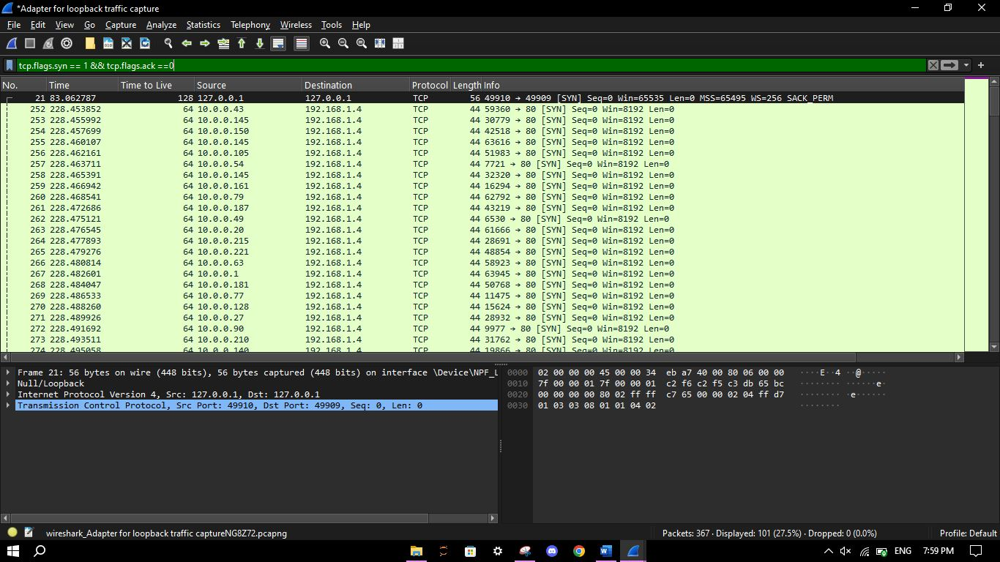 *Adapter for loopback traffic capture
File Edit View Go Capture Analyze Statistics Telephony Wireless Tools Help
tcp.flags.syn == 1 && tcp.flags.ack ==0
No. Time Time to Live Source Destination Protocol Length Info
21 83.062787 128 127.0.0.1 127.0.0.1 TCP 56 49910 → 49909 [SYN] Seq=0 Win=65535 Len=0 MSS=65495 WS=256 SACK_PERM
252 228.453852 64 10.0.0.43 192.168.1.4 TCP 44 59360 → 80 [SYN] Seq=0 Win=8192 Len=0
253 228.455992 64 10.0.0.145 192.168.1.4 TCP 44 30779 → 80 [SYN] Seq=0 Win=8192 Len=0
254 228.457699 64 10.0.0.150 192.168.1.4 TCP 44 42518 → 80 [SYN] Seq=0 Win=8192 Len=0
255 228.460107 64 10.0.0.145 192.168.1.4 TCP 44 63616 → 80 [SYN] Seq=0 Win=8192 Len=0
256 228.462161 64 10.0.0.105 192.168.1.4 TCP 44 51983 → 80 [SYN] Seq=0 Win=8192 Len=0
257 228.463711 64 10.0.0.54 192.168.1.4 TCP 44 7721 → 80 [SYN] Seq=0 Win=8192 Len=0
258 228.465391 64 10.0.0.145 192.168.1.4 TCP 44 32320 → 80 [SYN] Seq=0 Win=8192 Len=0
259 228.466942 64 10.0.0.161 192.168.1.4 TCP 44 16294 → 80 [SYN] Seq=0 Win=8192 Len=0
260 228.468541 64 10.0.0.79 192.168.1.4 TCP 44 62792 → 80 [SYN] Seq=0 Win=8192 Len=0
261 228.472686 64 10.0.0.187 192.168.1.4 TCP 44 43219 → 80 [SYN] Seq=0 Win=8192 Len=0
262 228.475121 64 10.0.0.49 192.168.1.4 TCP 44 6530 → 80 [SYN] Seq=0 Win=8192 Len=0
263 228.476545 64 10.0.0.20 192.168.1.4 TCP 44 61666 → 80 [SYN] Seq=0 Win=8192 Len=0
264 228.477893 64 10.0.0.215 192.168.1.4 TCP 44 28691 → 80 [SYN] Seq=0 Win=8192 Len=0
265 228.479276 64 10.0.0.221 192.168.1.4 TCP 44 48854 → 80 [SYN] Seq=0 Win=8192 Len=0
266 228.480814 64 10.0.0.63 192.168.1.4 TCP 44 58923 → 80 [SYN] Seq=0 Win=8192 Len=0
267 228.482601 64 10.0.0.1 192.168.1.4 TCP 44 63945 → 80 [SYN] Seq=0 Win=8192 Len=0
268 228.484047 64 10.0.0.181 192.168.1.4 TCP 44 50768 → 80 [SYN] Seq=0 Win=8192 Len=0
269 228.486533 64 10.0.0.77 192.168.1.4 TCP 44 11475 → 80 [SYN] Seq=0 Win=8192 Len=0
270 228.488260 64 10.0.0.128 192.168.1.4 TCP 44 15624 → 80 [SYN] Seq=0 Win=8192 Len=0
271 228.489926 64 10.0.0.27 192.168.1.4 TCP 44 28932 → 80 [SYN] Seq=0 Win=8192 Len=0
272 228.491692 64 10.0.0.90 192.168.1.4 TCP 44 9977 → 80 [SYN] Seq=0 Win=8192 Len=0
273 228.493511 64 10.0.0.210 192.168.1.4 TCP 44 31762 → 80 [SYN] Seq=0 Win=8192 Len=0
274 228.495058 64 10.0.0.140 192.168.1.4 TCP 44 19866 → 80 [SYN] Seq=0 Win=8192 Len=0
Frame 21: 56 bytes on wire (448 bits), 56 bytes captured (448 bits) on interface \Device\NPF_L
Null/Loopback
Internet Protocol Version 4, Src: 127.0.0.1, Dst: 127.0.0.1
Transmission Control Protocol, Src Port: 49910, Dst Port: 49909, Seq: 0, Len: 0
0000 02 00 00 00 45 00 00 34 eb a7 40 00 80 06 00 00 ····E··4 ··@·····
0010 7f 00 00 01 7f 00 00 01 c2 f6 c2 f5 c3 db 65 bc ········ ······e·
0020 00 00 00 00 80 02 ff ff c7 65 00 00 02 04 ff d7 ········ ·e······
0030 01 03 03 08 01 01 04 02 ········
wireshark_Adapter for loopback traffic captureNG8Z72.pcapng
Packets: 367 · Displayed: 101 (27.5%) · Dropped: 0 (0.0%)
Profile: Default
ENG 7:59 PM